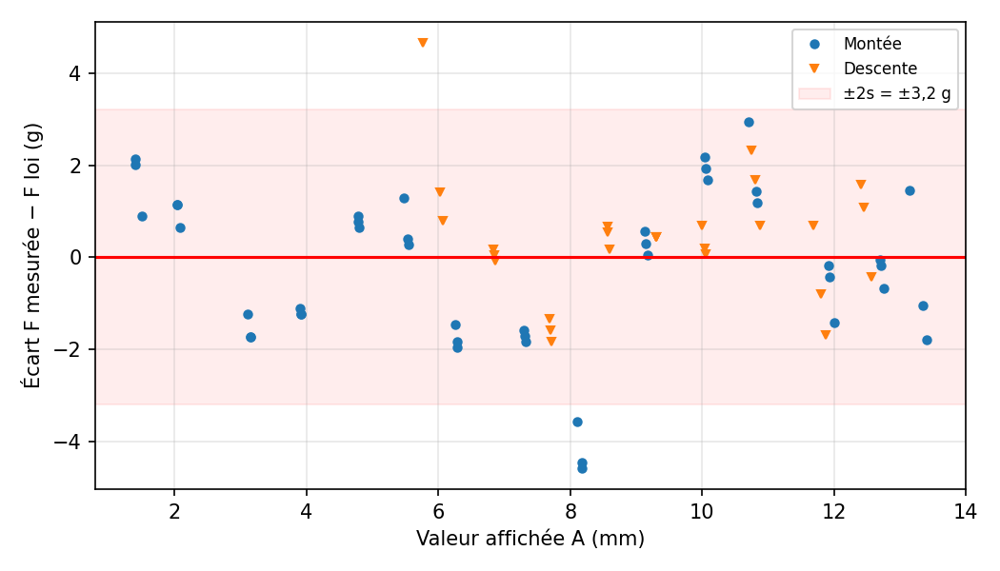 Montée
Descente
±2s = ±3,2 g
Écart F mesurée − F loi (g)
4
2
0
−2
−4
2
4
6
8
10
12
14
Valeur affichée A (mm)